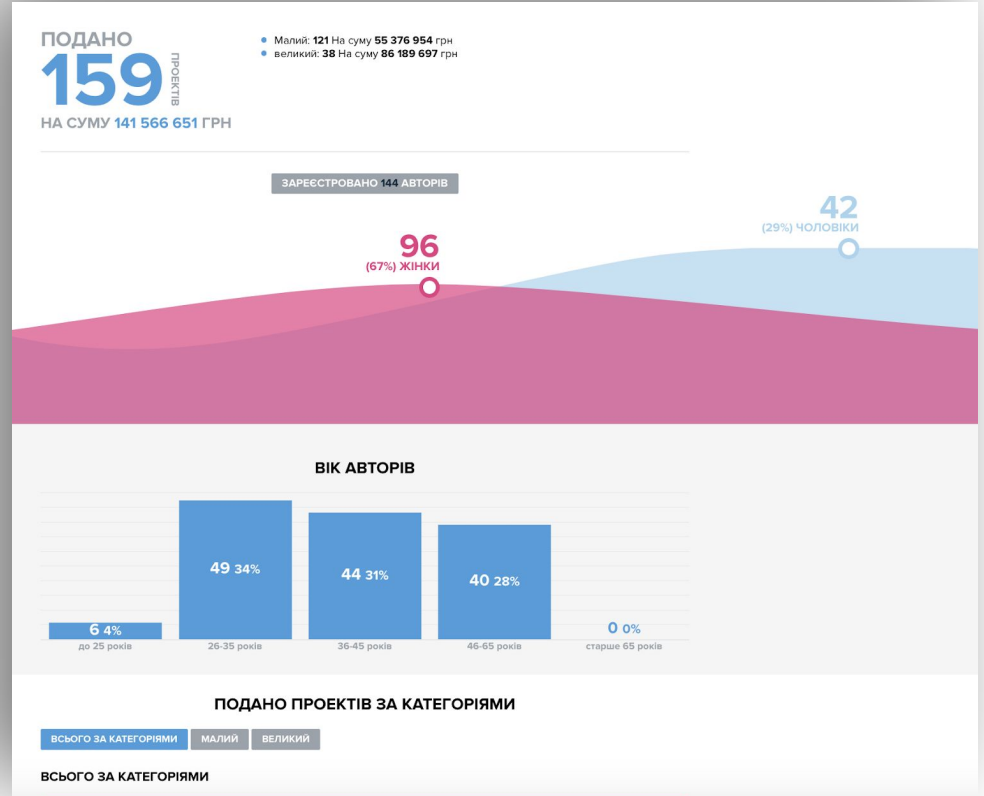 ПОДАНО
159
ПРОЕКТІВ
НА СУМУ 141 566 651 ГРН
Малий: 121 На суму 55 376 954 грн
великий: 38 На суму 86 189 697 грн
ЗАРЕЄСТРОВАНО 144 АВТОРІВ
42
(29%) ЧОЛОВІКИ
96
(67%) ЖІНКИ
ВІК АВТОРІВ
49 34%
44 31%
40 28%
6 4%
0 0%
до 25 років
26-35 років
36-45 років
46-65 років
старше 65 років
ПОДАНО ПРОЕКТІВ ЗА КАТЕГОРІЯМИ
ВСЬОГО ЗА КАТЕГОРІЯМИ
МАЛИЙ
ВЕЛИКИЙ
ВСЬОГО ЗА КАТЕГОРІЯМИ